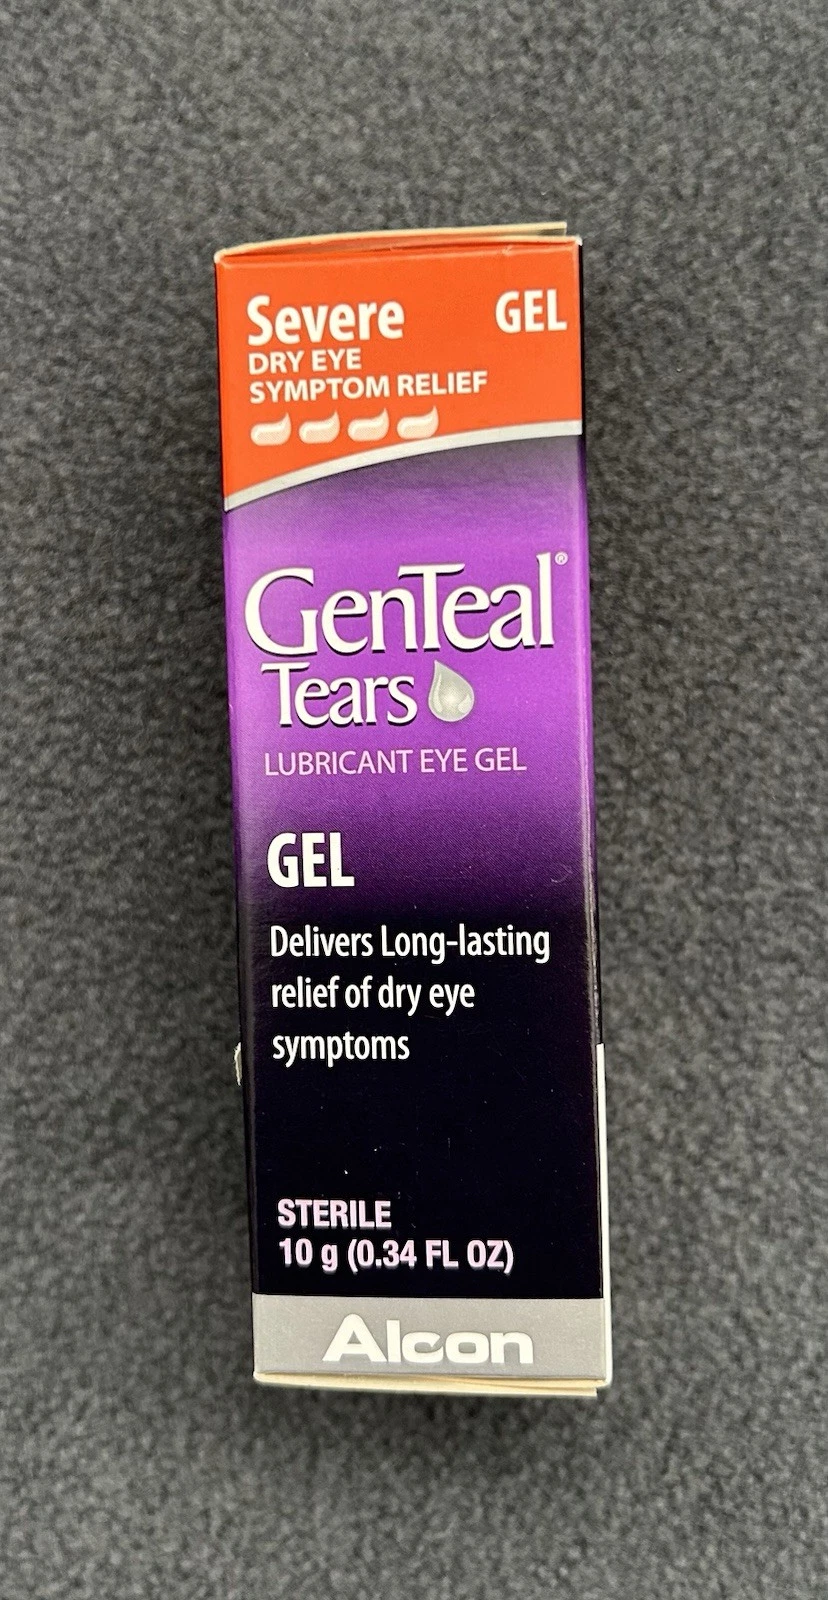 Severe GEL
DRY EYE
SYMPTOM RELIEF
GenTeal®
Tears
LUBRICANT EYE GEL
GEL
Delivers Long-lasting
relief of dry eye
symptoms
STERILE
10 g (0.34 FL OZ)
Alcon